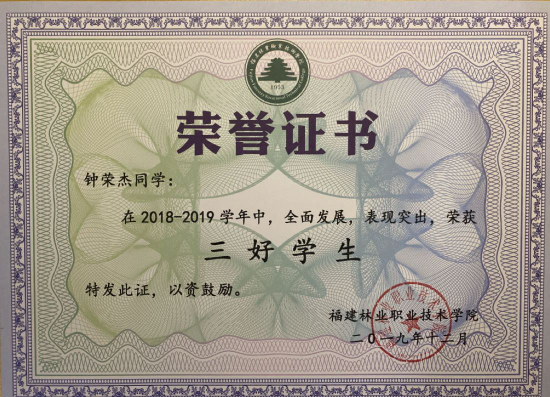 1953
荣誉证书
钟荣杰同学：
在2018-2019学年中，全面发展，表现突出，荣获
三好学生
特发此证，以资鼓励。
福建林业职业技术学院
二〇一九年十二月